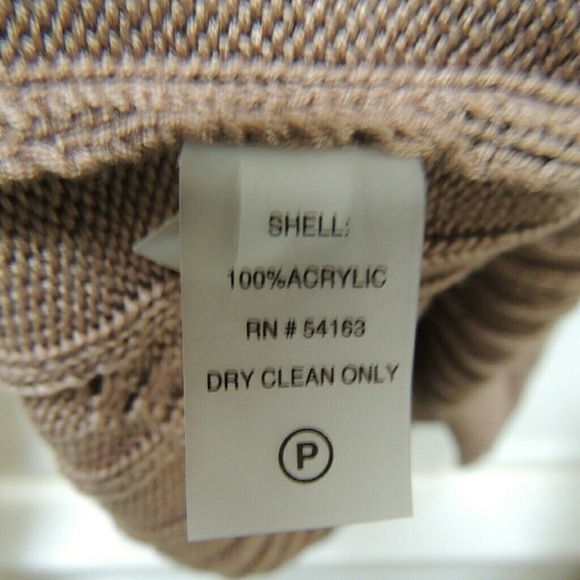 SHELL:
100%ACRYLIC
RN # 54163
DRY CLEAN ONLY
P